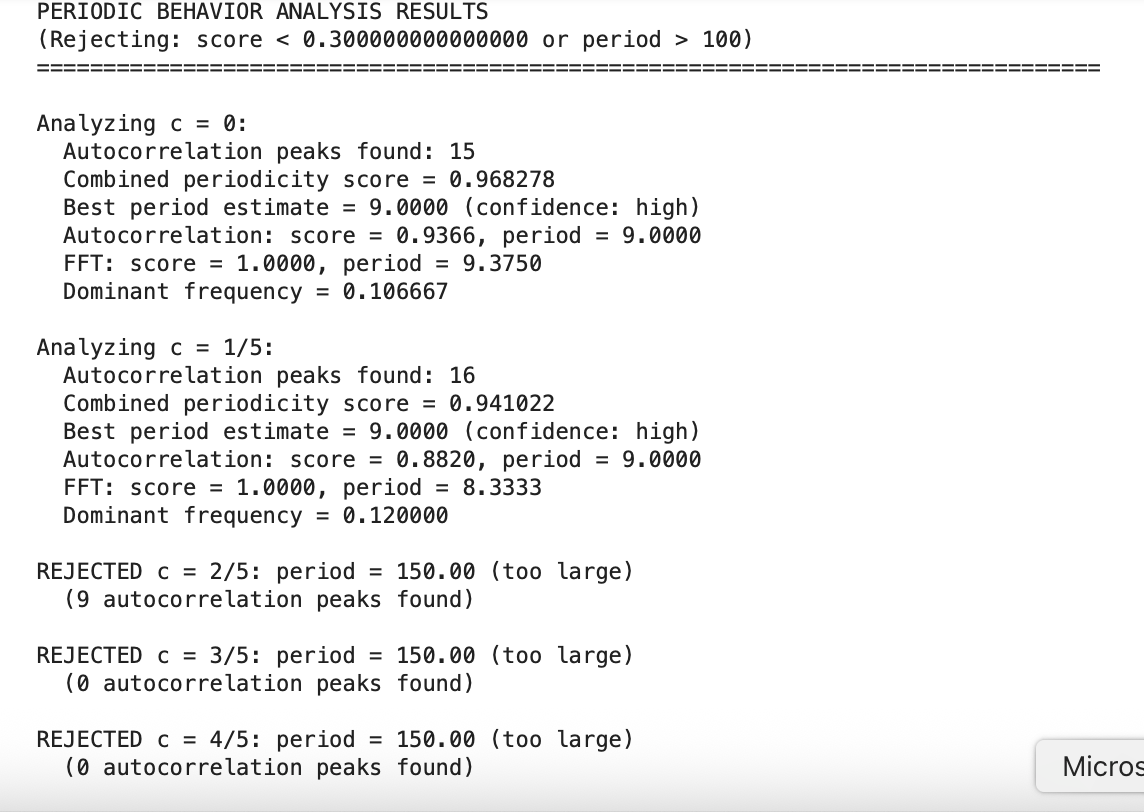 PERIODIC BEHAVIOR ANALYSIS RESULTS
(Rejecting: score < 0.300000000000000 or period > 100)
================================================================================
Analyzing c = 0:
Autocorrelation peaks found: 15
Combined periodicity score = 0.968278
Best period estimate = 9.0000 (confidence: high)
Autocorrelation: score = 0.9366, period = 9.0000
FFT: score = 1.0000, period = 9.3750
Dominant frequency = 0.106667
Analyzing c = 1/5:
Autocorrelation peaks found: 16
Combined periodicity score = 0.941022
Best period estimate = 9.0000 (confidence: high)
Autocorrelation: score = 0.8820, period = 9.0000
FFT: score = 1.0000, period = 8.3333
Dominant frequency = 0.120000
REJECTED c = 2/5: period = 150.00 (too large)
(9 autocorrelation peaks found)
REJECTED c = 3/5: period = 150.00 (too large)
(0 autocorrelation peaks found)
REJECTED c = 4/5: period = 150.00 (too large)
(0 autocorrelation peaks found)
Micros